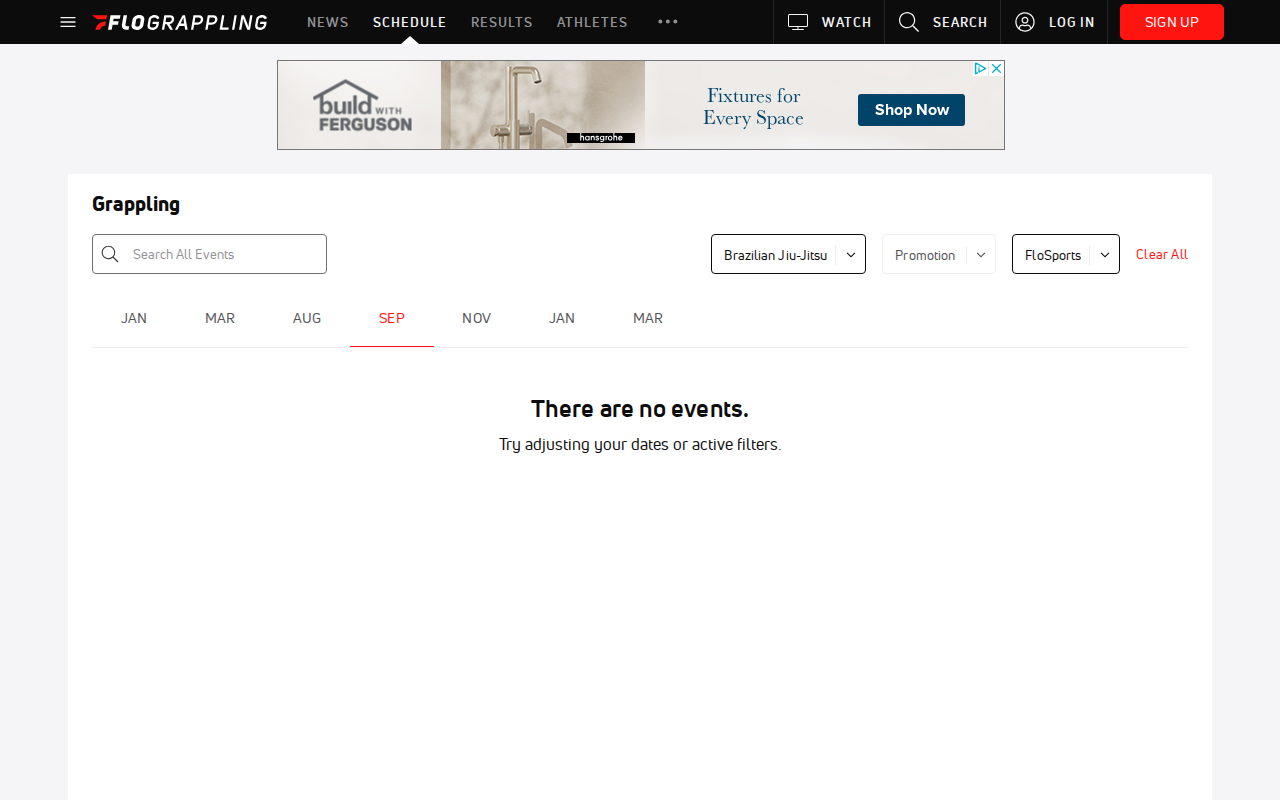 FLOGRAPPLING
NEWS
SCHEDULE
RESULTS
ATHLETES
WATCH
SEARCH
LOG IN
SIGN UP
build WITH
FERGUSON
hansgrohe
Fixtures for
Every Space
Shop Now
Grappling
Search All Events
Brazilian Jiu-Jitsu
Promotion
FloSports
Clear All
JAN
MAR
AUG
SEP
NOV
JAN
MAR
There are no events.
Try adjusting your dates or active filters.